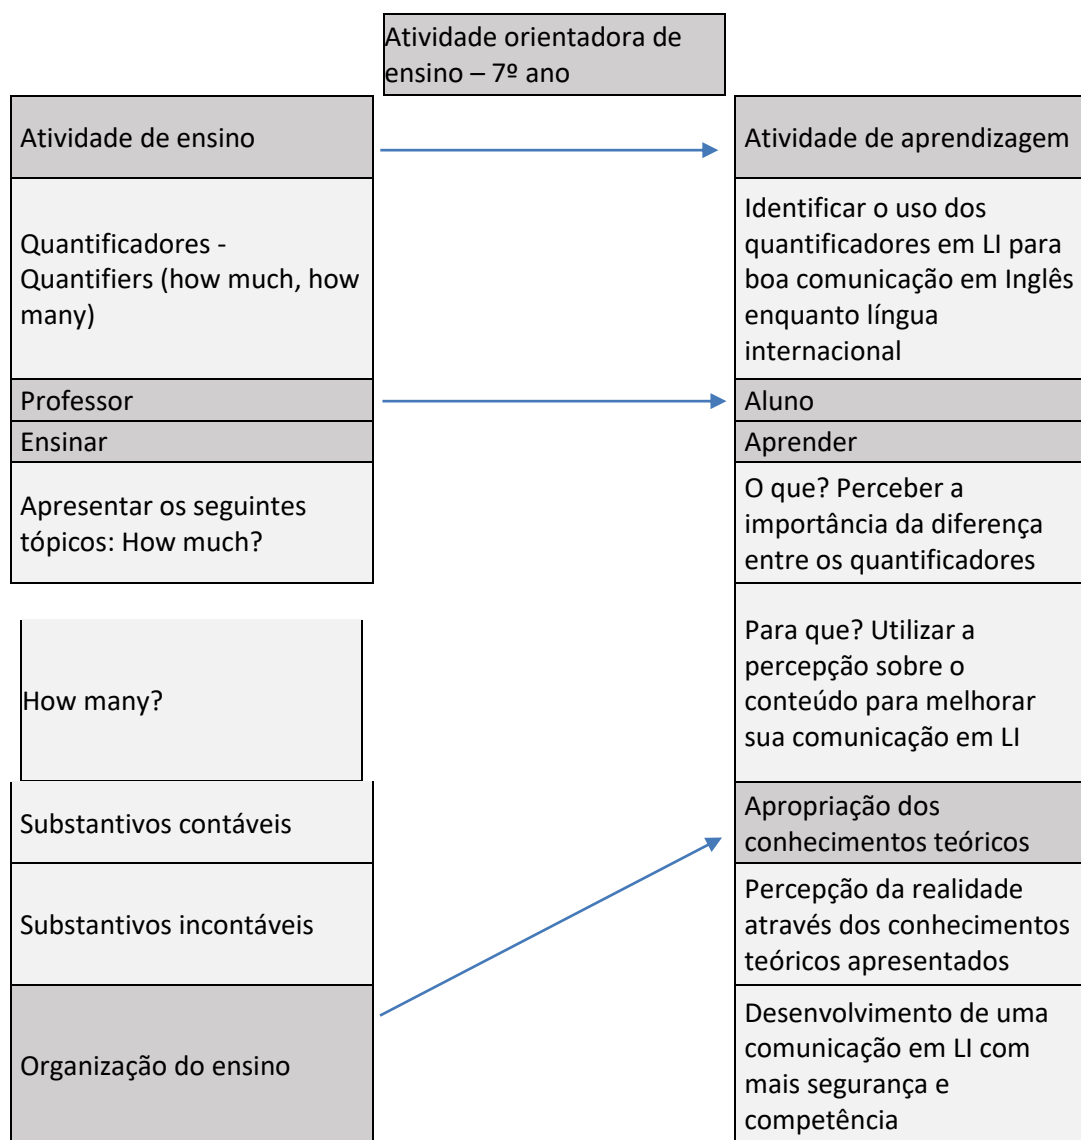 Atividade orientadora de
ensino – 7º ano
Atividade de ensino
Atividade de aprendizagem
Quantificadores -
Quantifiers (how much, how
many)
Identificar o uso dos
quantificadores em LI para
boa comunicação em Inglês
enquanto língua
internacional
Professor
Aluno
Ensinar
Aprender
Apresentar os seguintes
tópicos: How much?
O que? Perceber a
importância da diferença
entre os quantificadores
How many?
Para que? Utilizar a
percepção sobre o
conteúdo para melhorar
sua comunicação em LI
Substantivos contáveis
Apropriação dos
conhecimentos teóricos
Substantivos incontáveis
Percepção da realidade
através dos conhecimentos
teóricos apresentados
Organização do ensino
Desenvolvimento de uma
comunicação em LI com
mais segurança e
competência